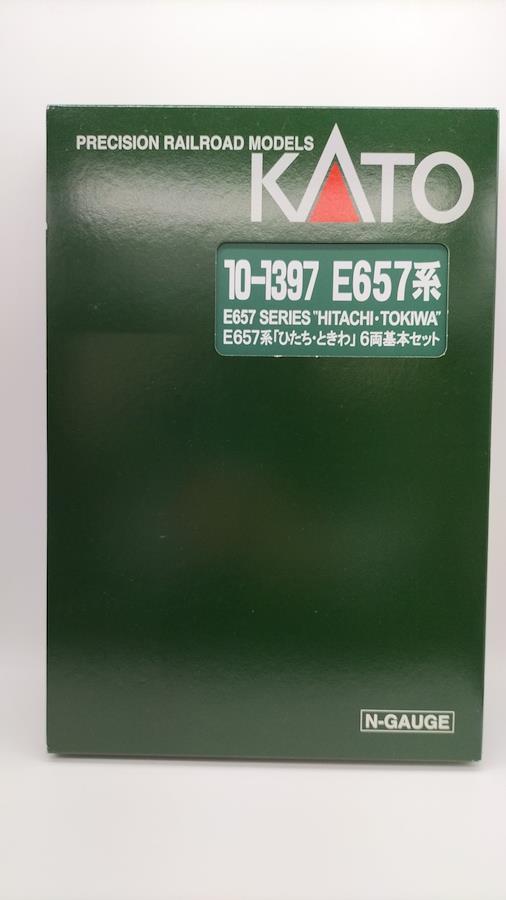 PRECISION RAILROAD MODELS
KATO
10-1397 E657系
E657 SERIES "HITACHI・TOKIWA"
E657系「ひたち・ときわ」 6両基本セット
N-GAUGE